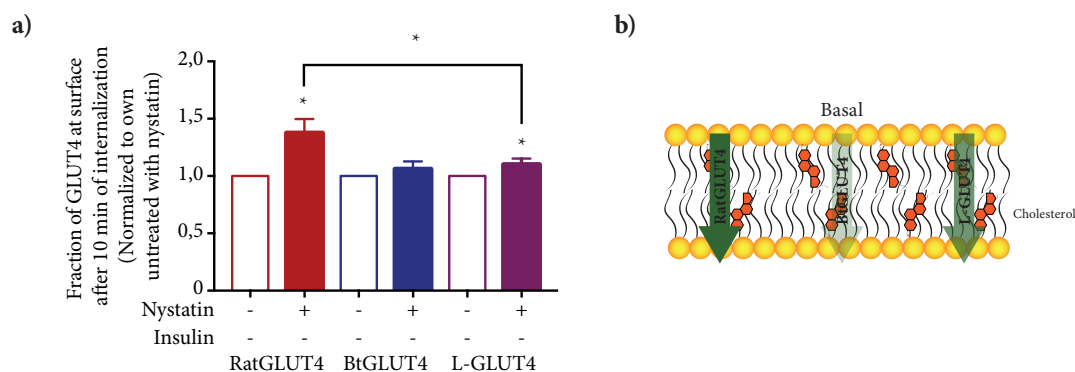 a)
Fraction of GLUT4 at surface
after 10 min of internalization
(Normalized to own
untreated with nystatin)
2,0
1,5
1,0
0,5
0
*
*
*
Nystatin - + - + - +
Insulin - - - - - -
RatGLUT4 BtGLUT4 L-GLUT4
b)
Basal
RatGLUT4
BtGLUT4
L-GLUT4
Cholesterol